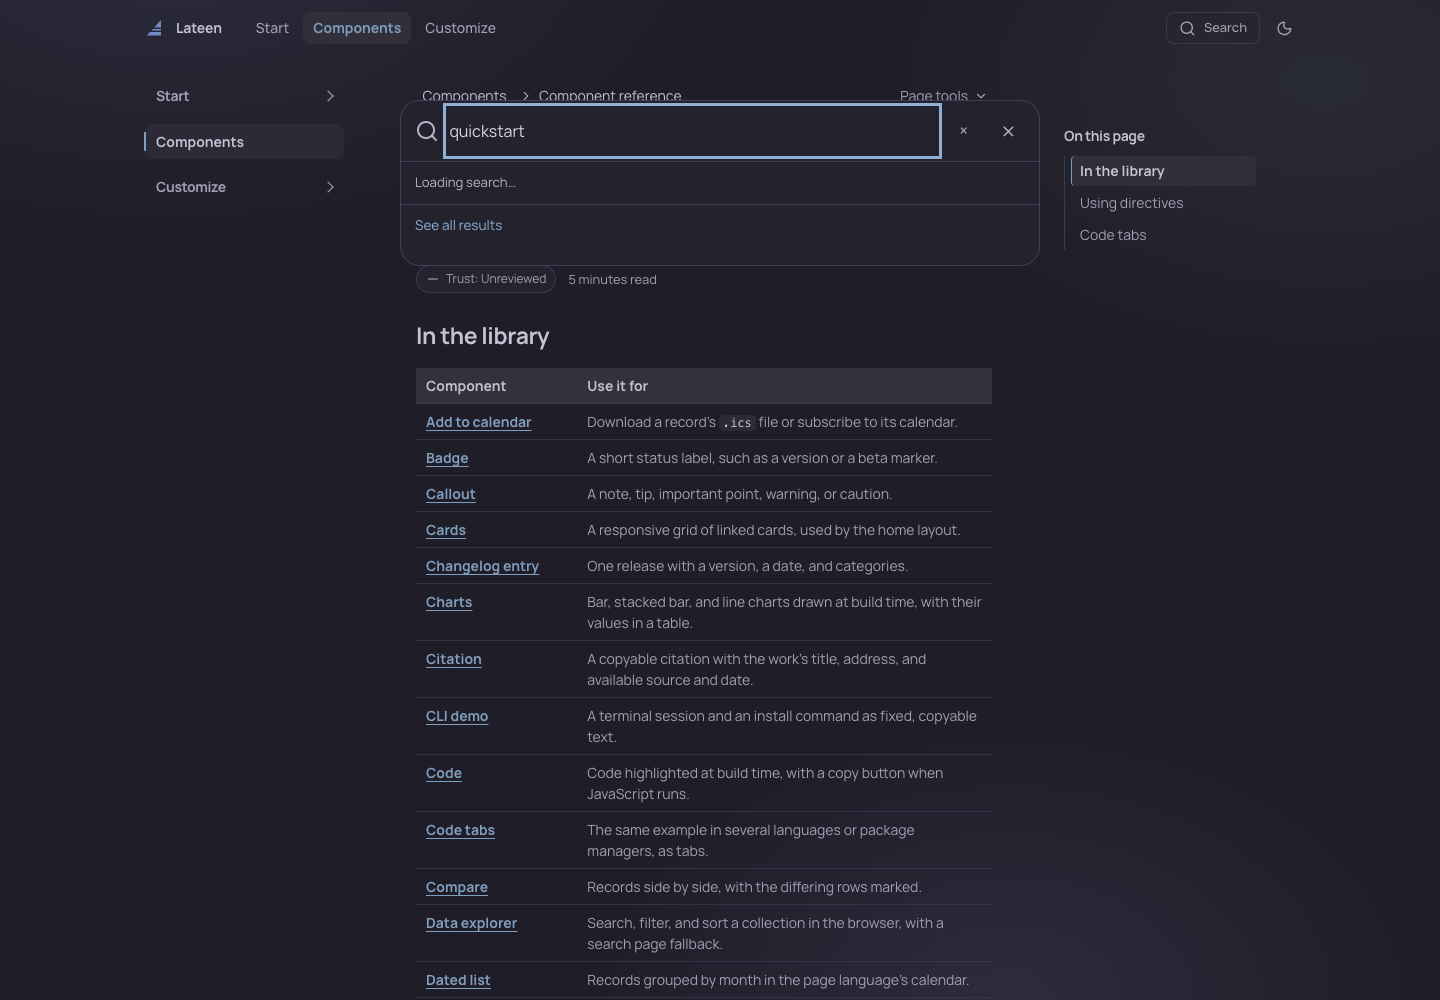 Lateen
Start
Components
Customize
Search
Start
Components
Customize
Components
Component reference
Page tools
quickstart
Loading search...
See all results
Trust: Unreviewed
5 minutes read
On this page
In the library
Using directives
Code tabs
In the library
Component Use it for
Add to calendar Download a record's .ics file or subscribe to its calendar.
Badge A short status label, such as a version or a beta marker.
Callout A note, tip, important point, warning, or caution.
Cards A responsive grid of linked cards, used by the home layout.
Changelog entry One release with a version, a date, and categories.
Charts Bar, stacked bar, and line charts drawn at build time, with their
values in a table.
Citation A copyable citation with the work's title, address, and
available source and date.
CLI demo A terminal session and an install command as fixed, copyable
text.
Code Code highlighted at build time, with a copy button when
JavaScript runs.
Code tabs The same example in several languages or package
managers, as tabs.
Compare Records side by side, with the differing rows marked.
Data explorer Search, filter, and sort a collection in the browser, with a
search page fallback.
Dated list Records grouped by month in the page language's calendar.